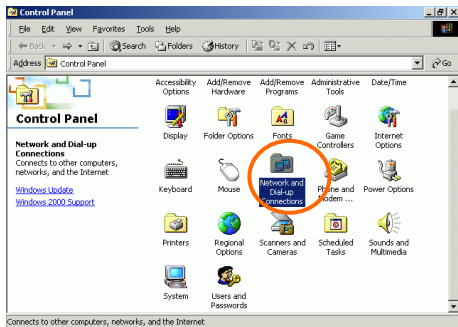 Control Panel
File Edit View Favorites Tools Help
Back Search Folders History
Address Control Panel Go
Control Panel
Network and Dial-up
Connections
Connects to other computers,
networks, and the Internet
Windows Update
Windows 2000 Support
Accessibility
Options
Add/Remove
Hardware
Add/Remove
Programs
Administrative
Tools
Date/Time
Display
Folder Options
Fonts
Game
Controllers
Internet
Options
Keyboard
Mouse
Network and
Dial-up
Connections
Phone and
Modem ...
Power Options
Printers
Regional
Options
Scanners and
Cameras
Scheduled
Tasks
Sounds and
Multimedia
System
Users and
Passwords
Connects to other computers, networks, and the Internet